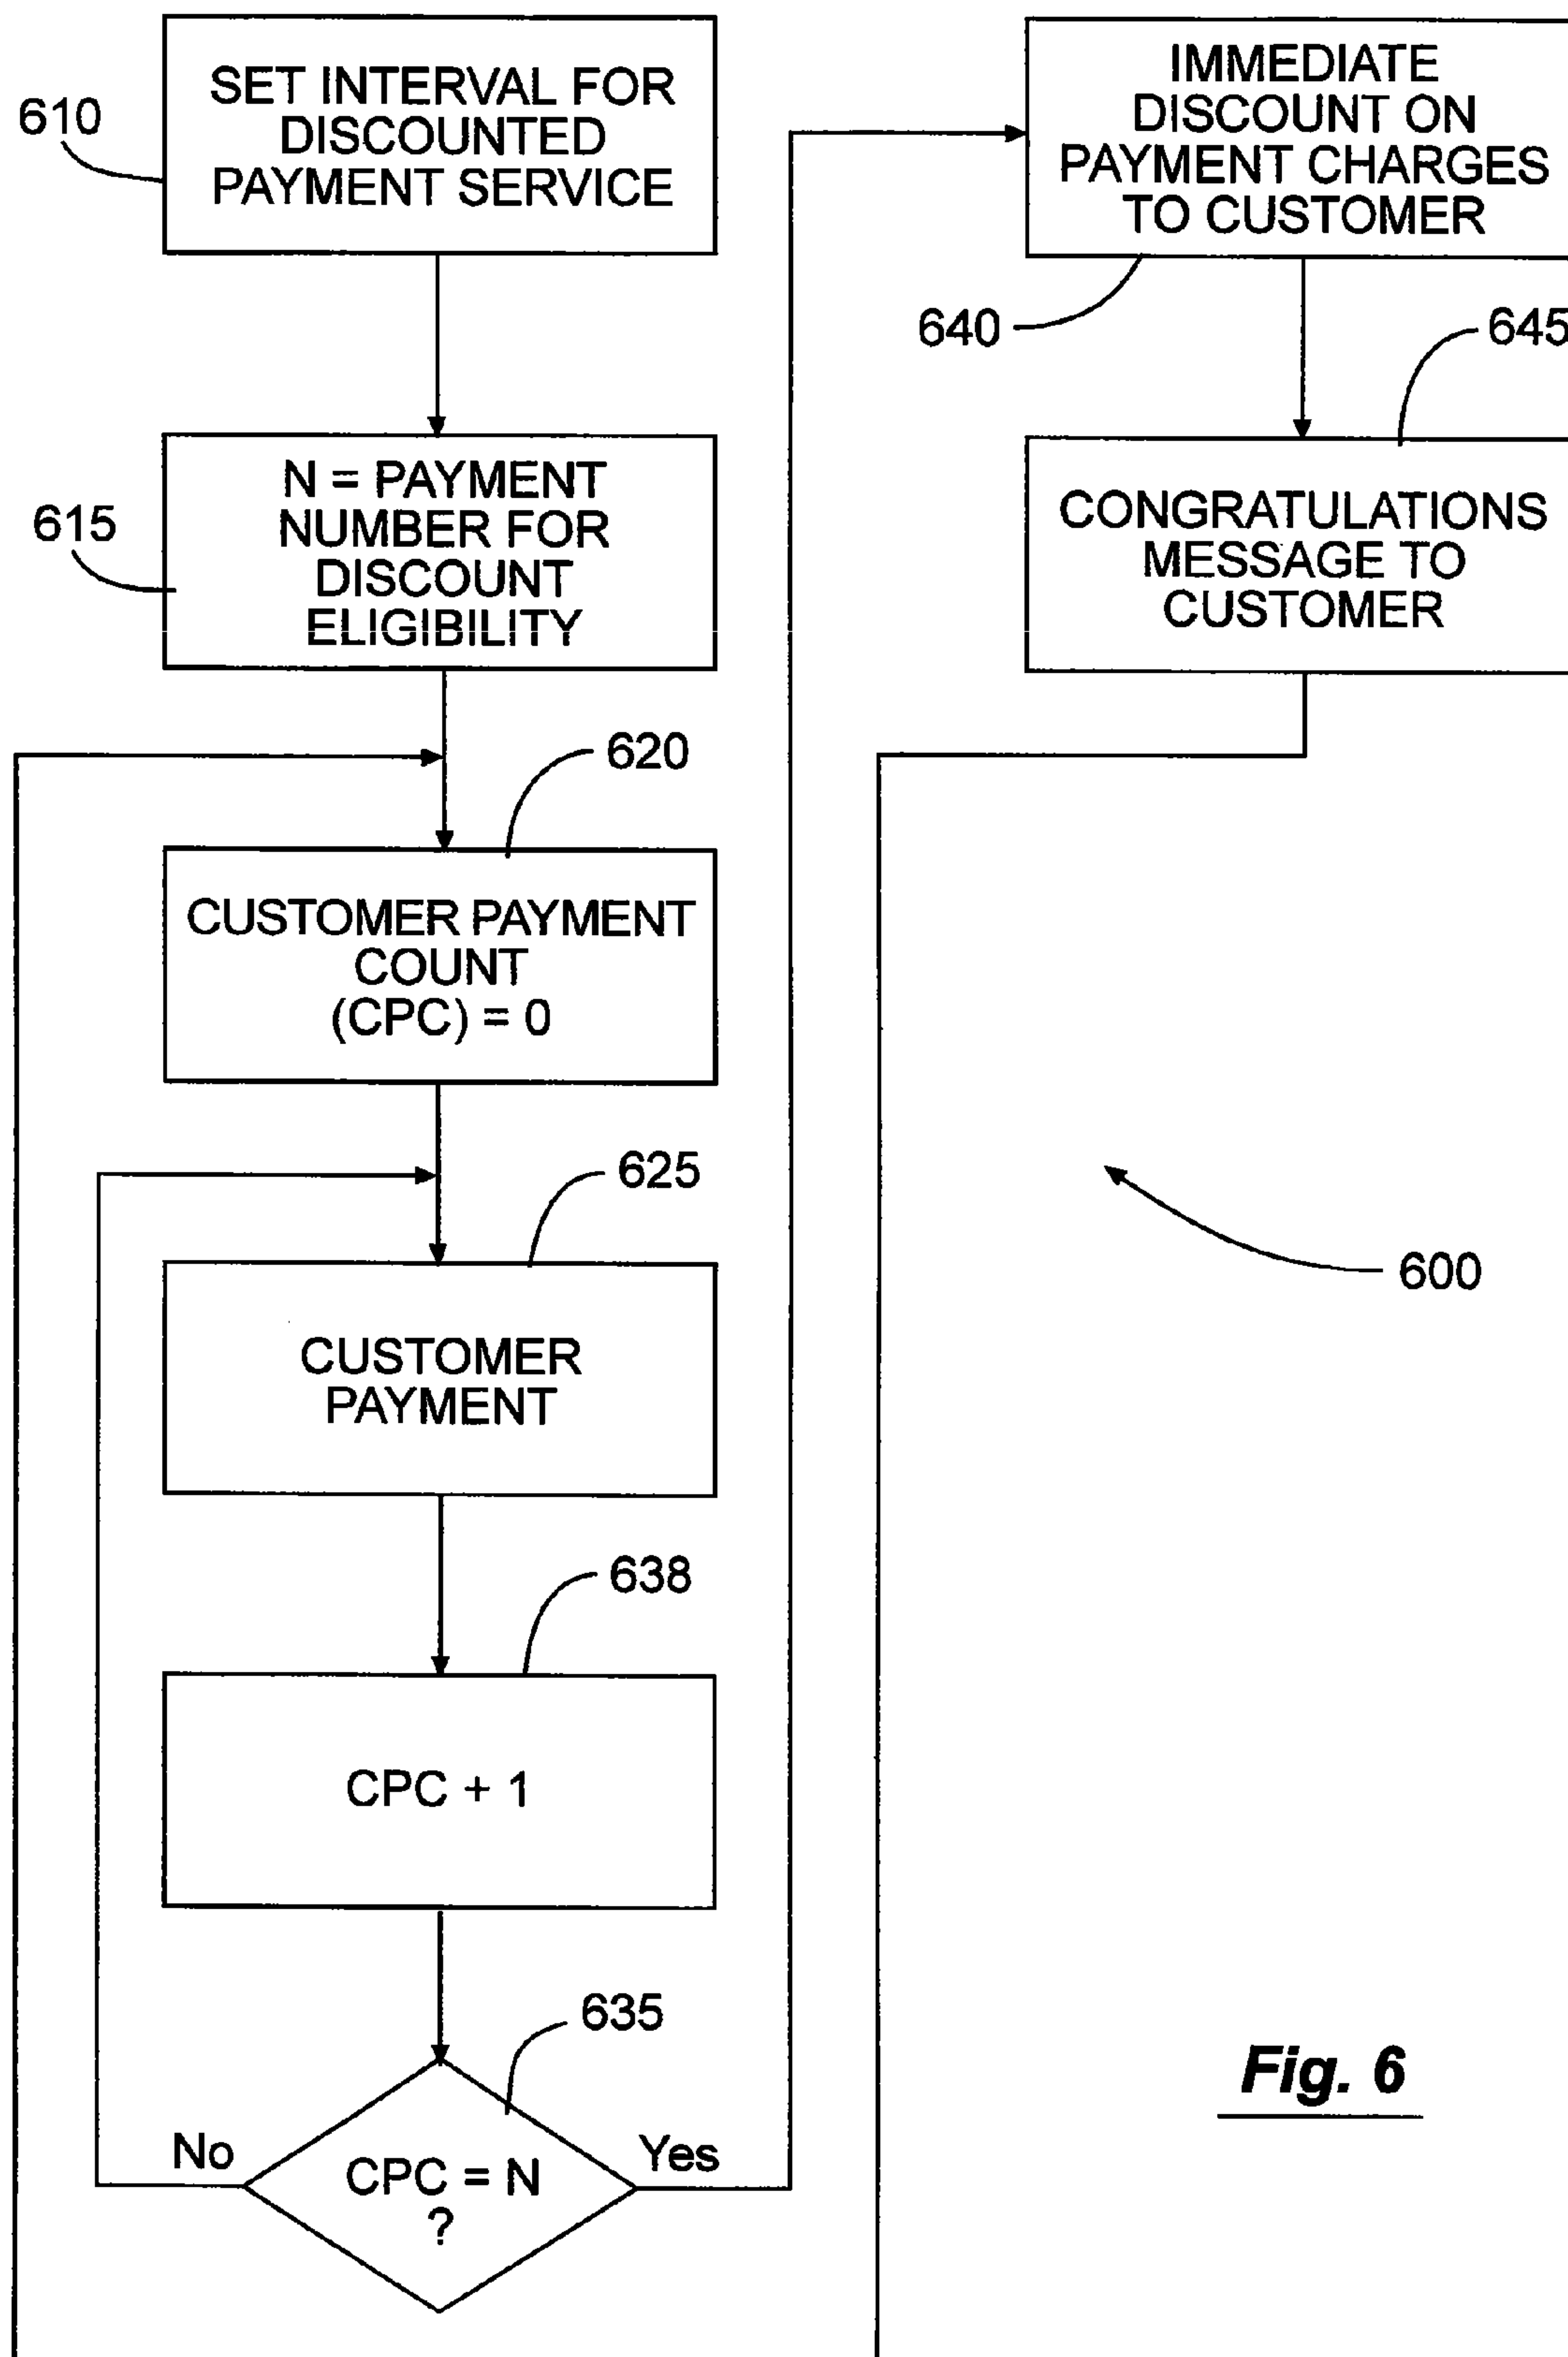 610
SET INTERVAL FOR
DISCOUNTED
PAYMENT SERVICE
615
N = PAYMENT
NUMBER FOR
DISCOUNT
ELIGIBILITY
620
CUSTOMER PAYMENT
COUNT
(CPC) = 0
625
CUSTOMER
PAYMENT
638
CPC + 1
635
No
CPC = N
?
Yes
IMMEDIATE
DISCOUNT ON
PAYMENT CHARGES
TO CUSTOMER
640
645
CONGRATULATIONS
MESSAGE TO
CUSTOMER
600
Fig. 6